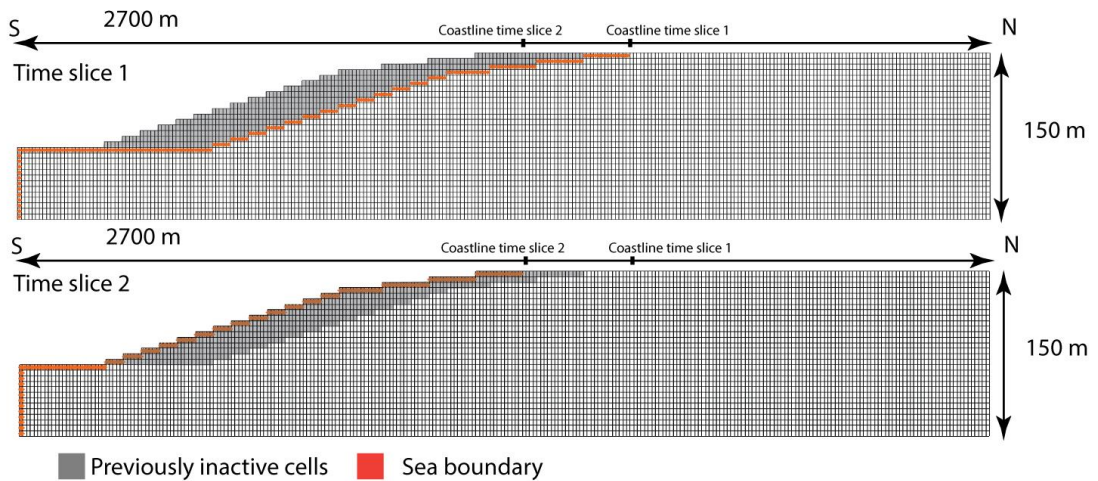 2700 m
S
Coastline time slice 2
Coastline time slice 1
N
Time slice 1
150 m
2700 m
S
Coastline time slice 2
Coastline time slice 1
N
Time slice 2
150 m
Previously inactive cells
Sea boundary